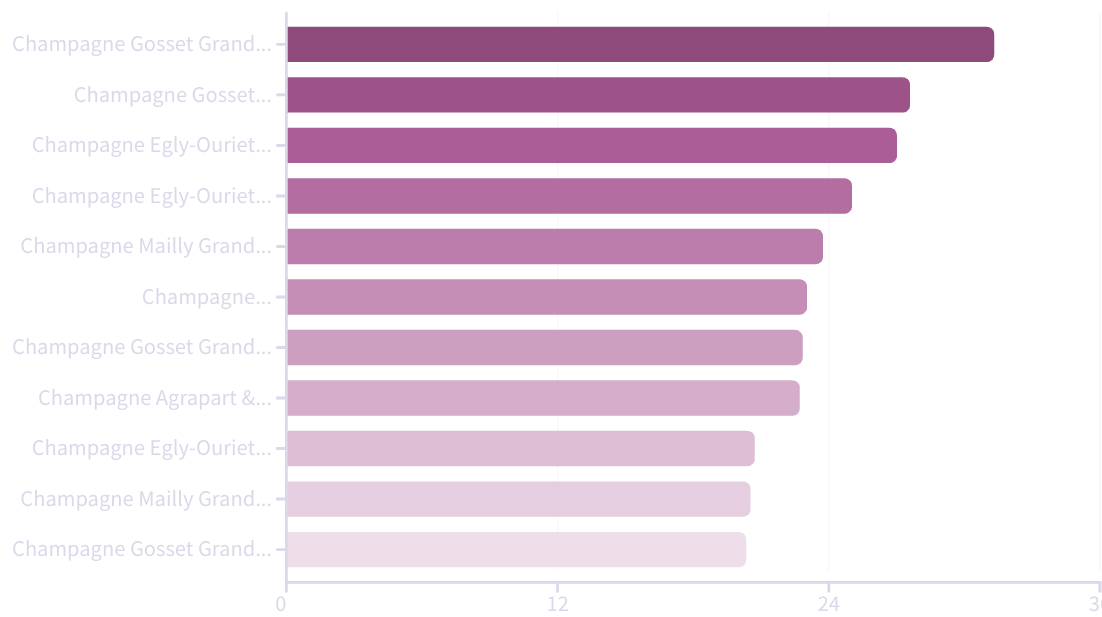 Champagne Gosset Grand...
Champagne Gosset...
Champagne Egly-Ouriet...
Champagne Egly-Ouriet...
Champagne Mailly Grand...
Champagne...
Champagne Gosset Grand...
Champagne Agrapart &...
Champagne Egly-Ouriet...
Champagne Mailly Grand...
Champagne Gosset Grand...
0 12 24